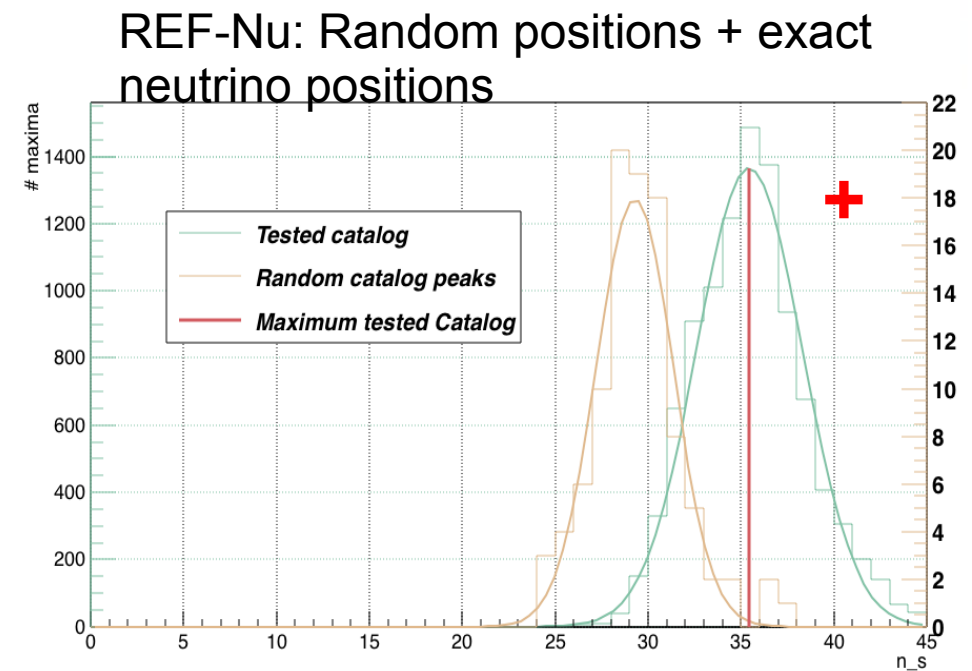 REF-Nu: Random positions + exact
neutrino positions
# maxima
1400
1200
1000
800
600
400
200
0
22
20
18
16
14
12
10
8
6
4
2
0
Tested catalog
Random catalog peaks
Maximum tested Catalog
0 5 10 15 20 25 30 35 40 45
n_s